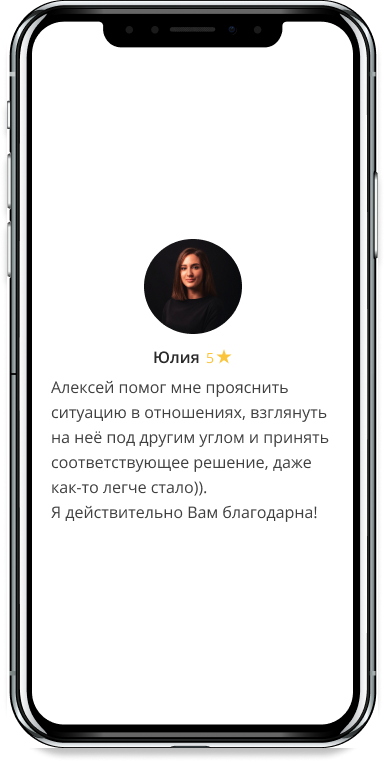 Юлия 5★
Алексей помог мне прояснить
ситуацию в отношениях, взглянуть
на неё под другим углом и принять
соответствующее решение, даже
как-то легче стало)).
Я действительно Вам благодарна!